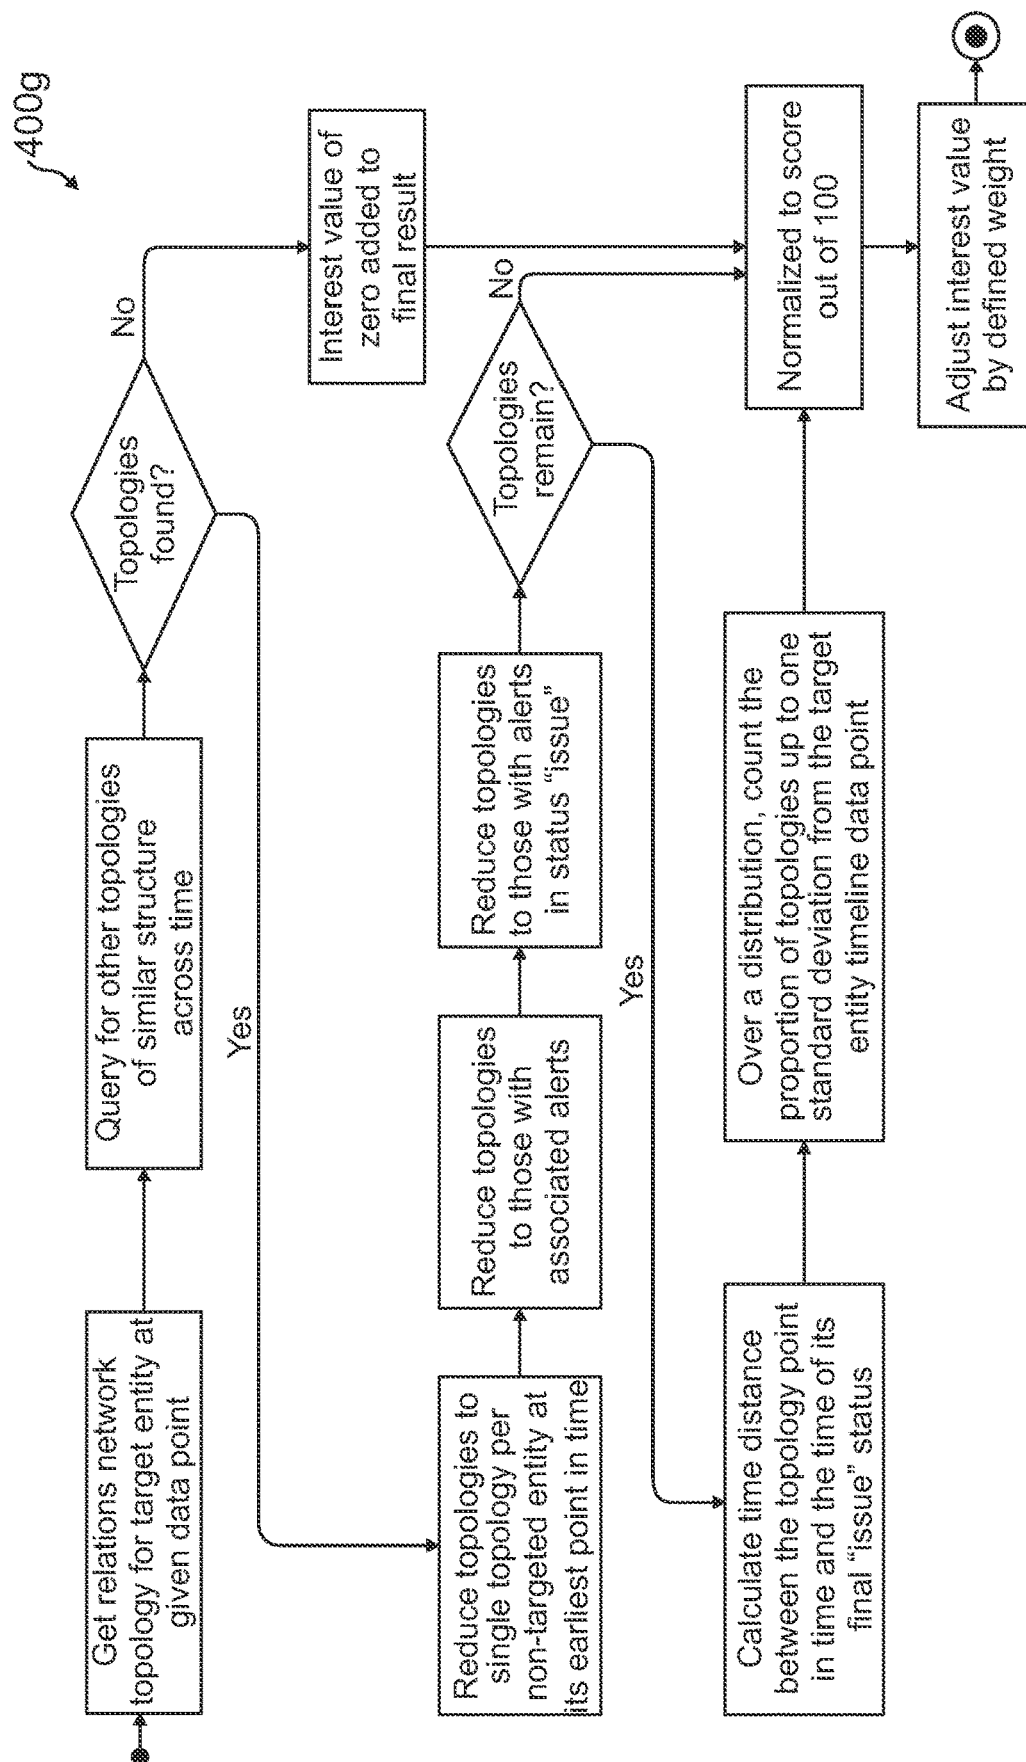 400g
Get relations network
topology for target entity at
given data point
Query for other topologies
of similar structure
across time
Topologies
found?
No
Interest value of
zero added to
final result
Yes
Reduce topologies to
single topology per
non-targeted entity at
its earliest point in time
Reduce topologies
to those with
associated alerts
Reduce topologies
to those with alerts
in status “issue”
Topologies
remain?
No
Yes
Calculate time distance
between the topology point
in time and the time of its
final “issue” status
Over a distribution, count the
proportion of topologies up to one
standard deviation from the target
entity timeline data point
Normalized to score
out of 100
Adjust interest value
by defined weight